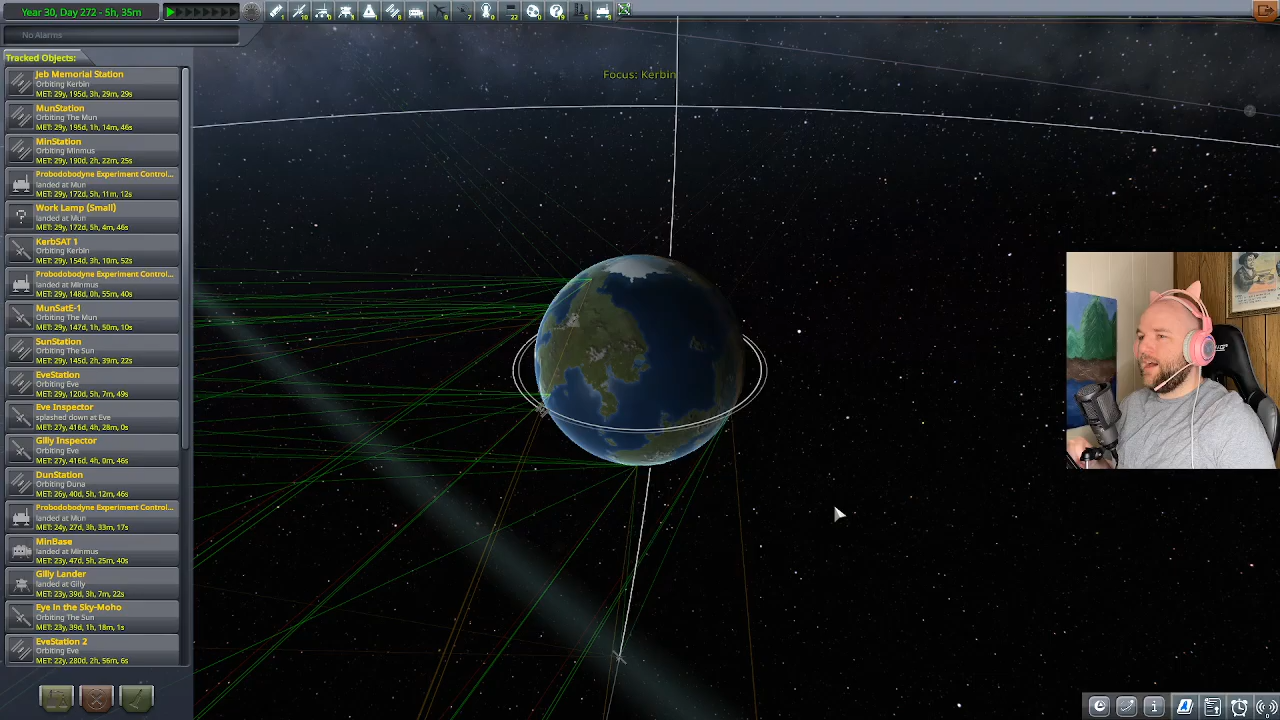 Year 30, Day 272 - 5h, 35m
No Alarms
Tracked Objects:
Jeb Memorial Station
Orbiting Kerbin
MET: 29y, 195d, 3h, 29m, 29s
MunStation
Orbiting The Mun
MET: 29y, 195d, 1h, 14m, 46s
MinStation
Orbiting Minmus
MET: 29y, 190d, 2h, 22m, 25s
Probodobodyne Experiment Control...
landed at Mun
MET: 29y, 172d, 5h, 11m, 12s
Work Lamp (Small)
landed at Mun
MET: 29y, 172d, 5h, 4m, 46s
KerbSAT 1
Orbiting Kerbin
MET: 29y, 154d, 3h, 10m, 52s
Probodobodyne Experiment Control...
landed at Minmus
MET: 29y, 148d, 0h, 55m, 40s
MunSatE-1
Orbiting The Mun
MET: 29y, 147d, 1h, 50m, 10s
SunStation
Orbiting The Sun
MET: 29y, 145d, 2h, 39m, 22s
EveStation
Orbiting Eve
MET: 29y, 120d, 5h, 7m, 49s
Eve Inspector
splashed down at Eve
MET: 27y, 416d, 4h, 28m, 0s
Gilly Inspector
Orbiting Eve
MET: 27y, 416d, 4h, 0m, 46s
DunStation
Orbiting Duna
MET: 26y, 40d, 5h, 12m, 46s
Probodobodyne Experiment Control...
landed at Mun
MET: 24y, 27d, 3h, 33m, 17s
MinBase
landed at Minmus
MET: 23y, 47d, 5h, 25m, 40s
Gilly Lander
landed at Gilly
MET: 23y, 39d, 3h, 7m, 22s
Eye In the Sky-Moho
Orbiting The Sun
MET: 23y, 39d, 1h, 18m, 1s
EveStation 2
Orbiting Eve
MET: 22y, 280d, 2h, 56m, 6s
Focus: Kerbin